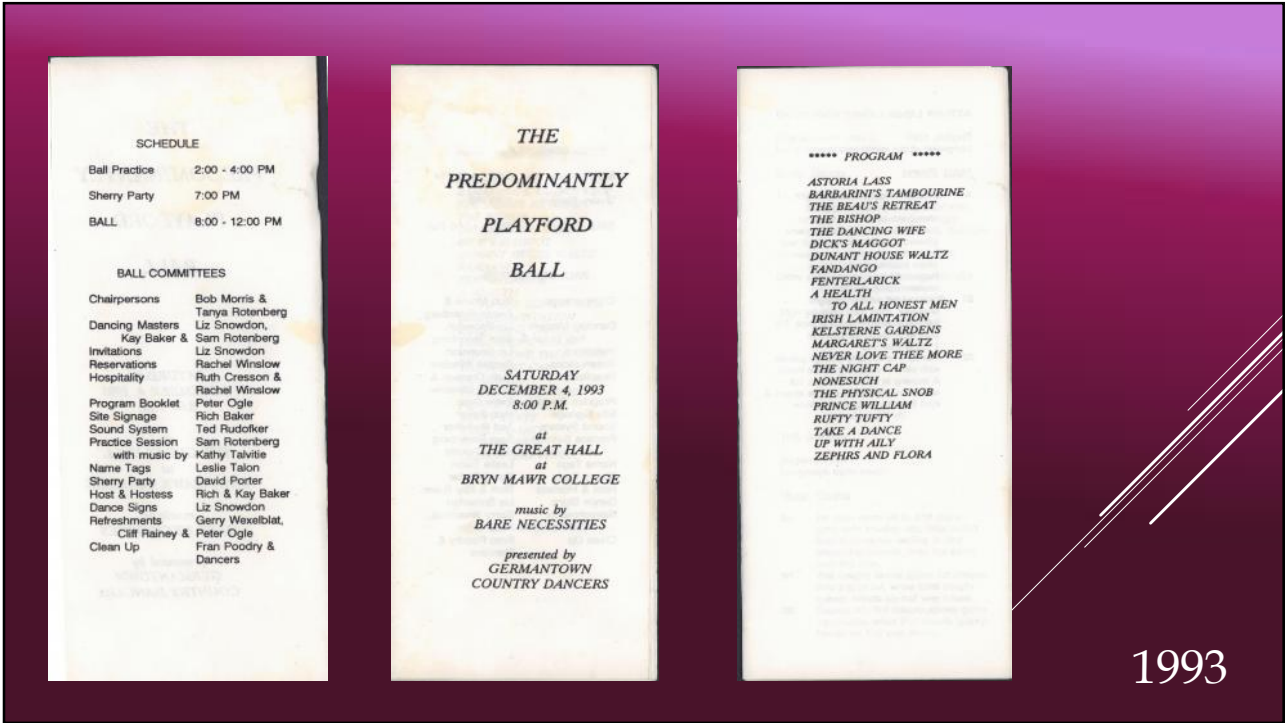 SCHEDULE
Ball Practice 2:00 - 4:00 PM
Sherry Party 7:00 PM
BALL 8:00 - 12:00 PM
BALL COMMITTEES
Chairpersons Bob Morris &
Tanya Rotenberg
Dancing Masters Liz Snowdon,
Kay Baker & Sam Rotenberg
Invitations Liz Snowdon
Reservations Rachel Winslow
Hospitality Ruth Cresson &
Rachel Winslow
Program Booklet Peter Ogle
Site Signage Rich Baker
Sound System Ted Rudofker
Practice Session Sam Rotenberg
with music by Kathy Talvitie
Name Tags Leslie Talon
Sherry Party David Porter
Host & Hostess Rich & Kay Baker
Dance Signs Liz Snowdon
Refreshments Gerry Wexelblat,
Cliff Rainey & Peter Ogle
Clean Up Fran Poodry &
Dancers
THE
PREDOMINANTLY
PLAYFORD
BALL
SATURDAY
DECEMBER 4, 1993
8:00 P.M.
at
THE GREAT HALL
at
BRYN MAWR COLLEGE
music by
BARE NECESSITIES
presented by
GERMANTOWN
COUNTRY DANCERS
***** PROGRAM *****
ASTORIA LASS
BARBARINI'S TAMBOURINE
THE BEAU'S RETREAT
THE BISHOP
THE DANCING WIFE
DICK'S MAGGOT
DUNANT HOUSE WALTZ
FANDANGO
FENTERLARICK
A HEALTH
TO ALL HONEST MEN
IRISH LAMINTATION
KELSTERNE GARDENS
MARGARET'S WALTZ
NEVER LOVE THEE MORE
THE NIGHT CAP
NONESUCH
THE PHYSICAL SNOB
PRINCE WILLIAM
RUFTY TUFTY
TAKE A DANCE
UP WITH AILY
ZEPHRS AND FLORA
1993